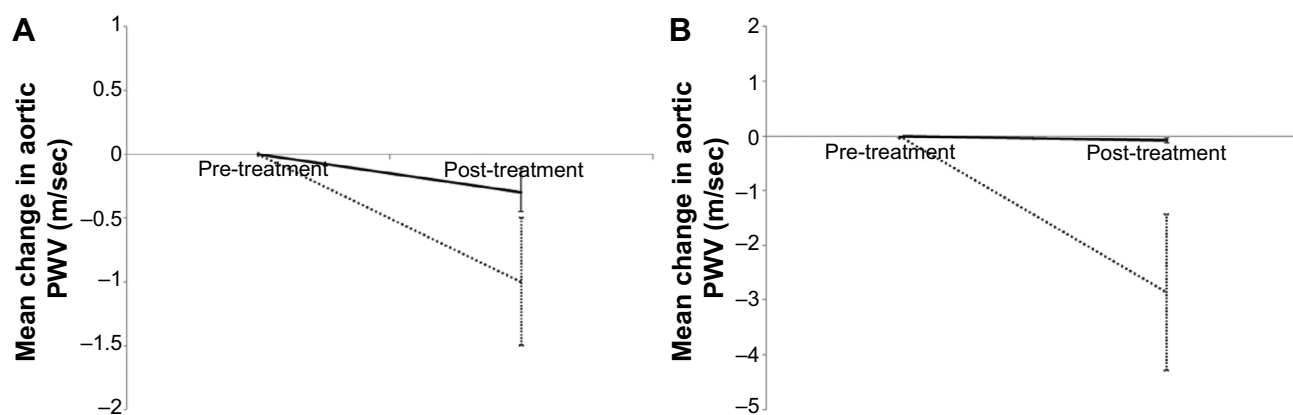 A
Mean change in aortic
PWV (m/sec)
1
0.5
0
–0.5
–1
–1.5
–2
Pre-treatment
Post-treatment
B
Mean change in aortic
PWV (m/sec)
2
1
0
–1
–2
–3
–4
–5
Pre-treatment
Post-treatment